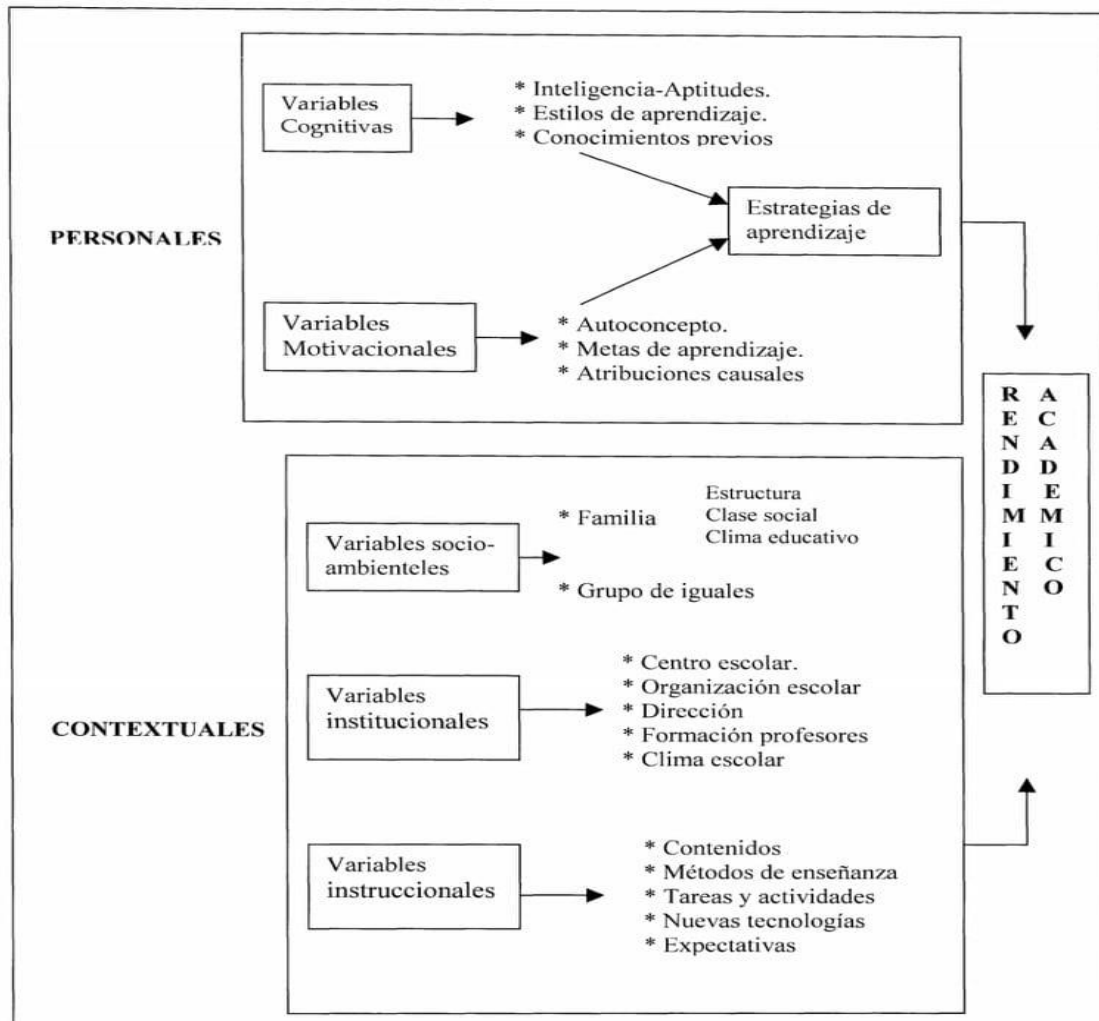 Variables
Cognitivas
* Inteligencia-Aptitudes.
* Estilos de aprendizaje.
* Conocimientos previos
Estrategias de
aprendizaje
PERSONALES
Variables
Motivacionales
* Autoconcepto.
* Metas de aprendizaje.
* Atribuciones causales
RENDIMIENTO
ACADEMICO
Variables socio-
ambienteles
* Familia
Estructura
Clase social
Clima educativo
* Grupo de iguales
CONTEXTUALES
Variables
institucionales
* Centro escolar.
* Organización escolar
* Dirección
* Formación profesores
* Clima escolar
Variables
instruccionales
* Contenidos
* Métodos de enseñanza
* Tareas y actividades
* Nuevas tecnologías
* Expectativas